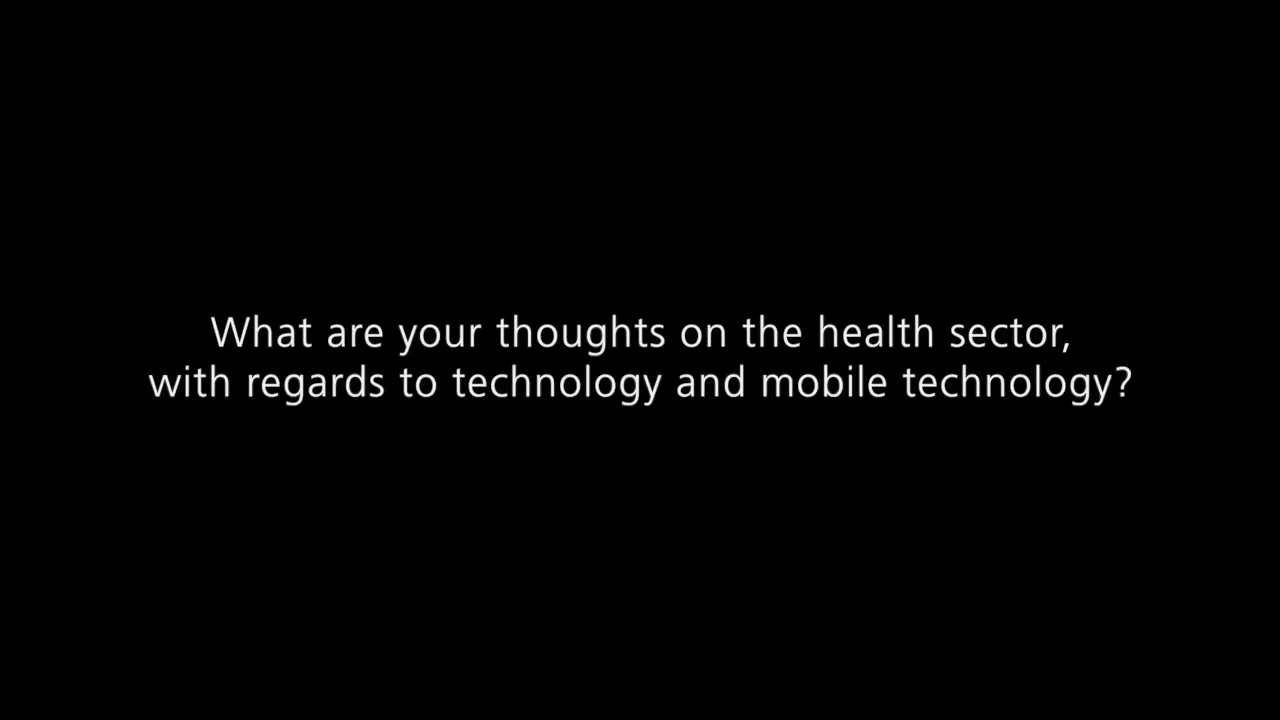 What are your thoughts on the health sector,
with regards to technology and mobile technology?